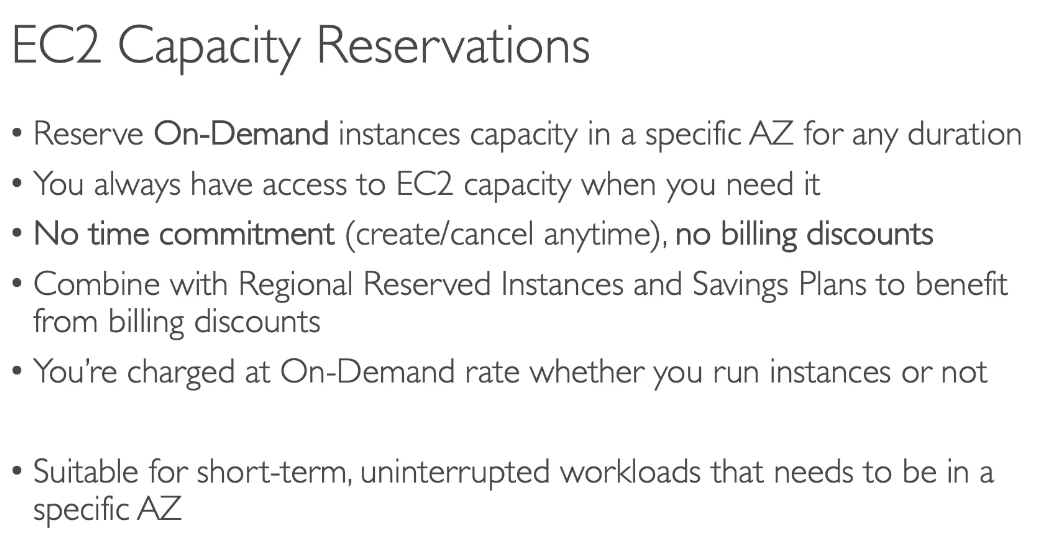 EC2 Capacity Reservations
• Reserve On-Demand instances capacity in a specific AZ for any duration
• You always have access to EC2 capacity when you need it
• No time commitment (create/cancel anytime), no billing discounts
• Combine with Regional Reserved Instances and Savings Plans to benefit
from billing discounts
• You're charged at On-Demand rate whether you run instances or not
• Suitable for short-term, uninterrupted workloads that needs to be in a
specific AZ